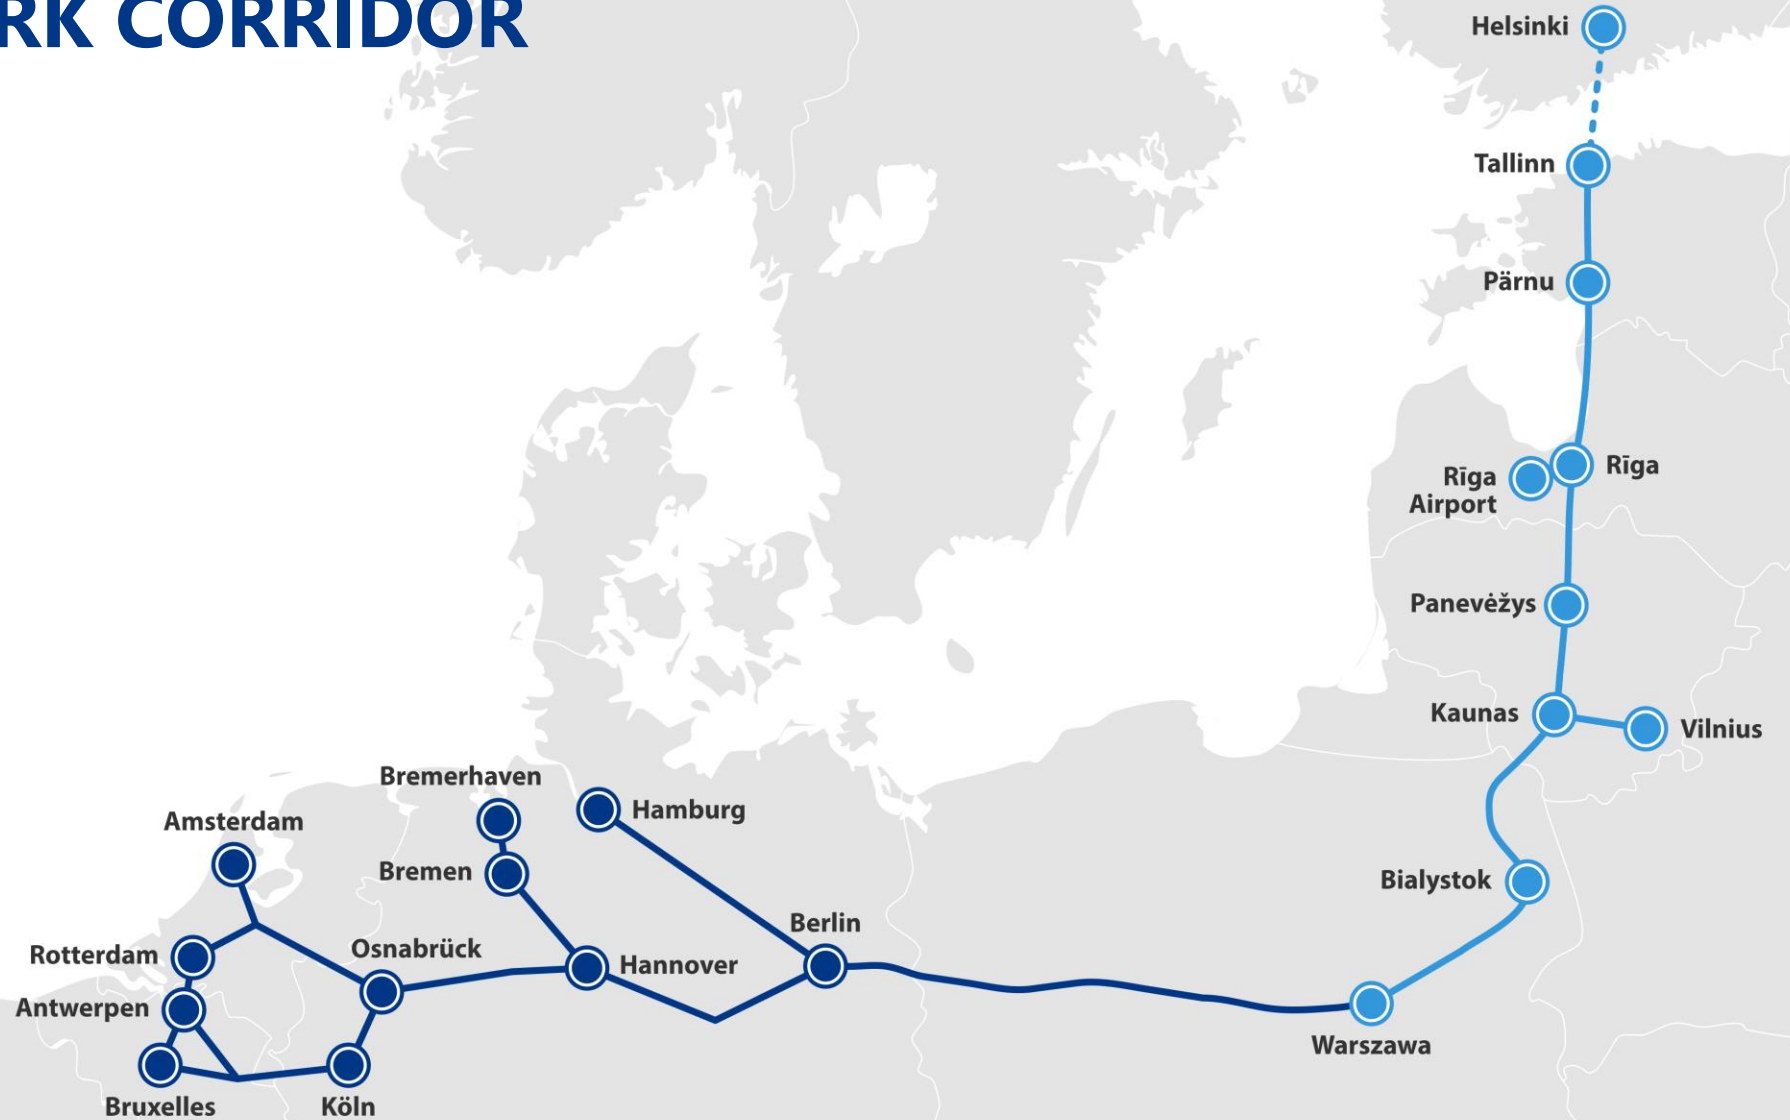 RK CORRIDOR
Helsinki
Tallinn
Pärnu
Rīga
Rīga
Airport
Panevėžys
Kaunas
Vilnius
Bremerhaven
Hamburg
Amsterdam
Bremen
Bialystok
Berlin
Osnabrück
Rotterdam
Hannover
Antwerpen
Warszawa
Bruxelles
Köln